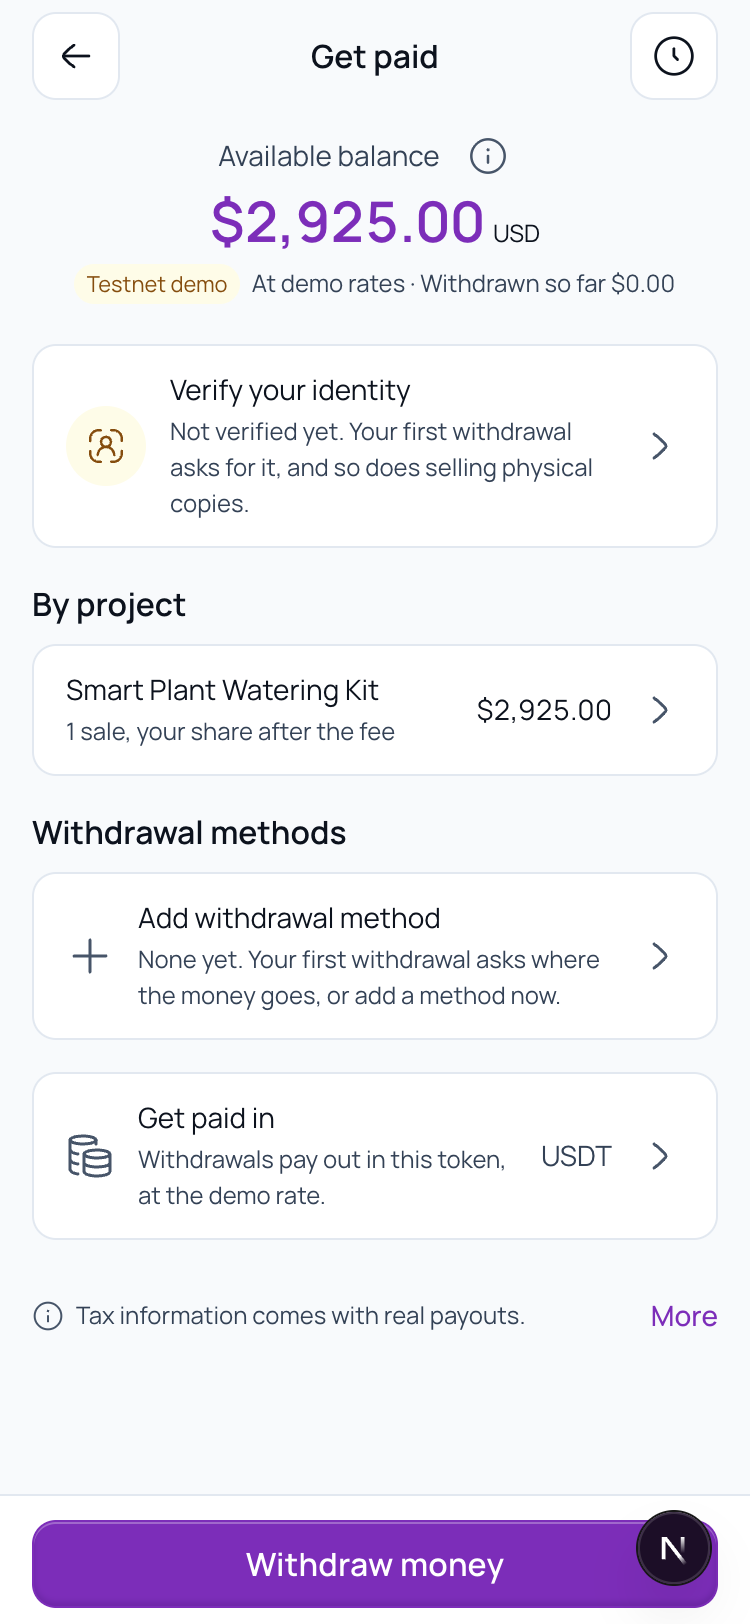 Get paid
Available balance
$2,925.00 USD
Testnet demo At demo rates · Withdrawn so far $0.00
Verify your identity
Not verified yet. Your first withdrawal
asks for it, and so does selling physical
copies.
By project
Smart Plant Watering Kit
1 sale, your share after the fee
$2,925.00
Withdrawal methods
Add withdrawal method
None yet. Your first withdrawal asks where
the money goes, or add a method now.
Get paid in
Withdrawals pay out in this token,
at the demo rate.
USDT
Tax information comes with real payouts.
More
Withdraw money
N